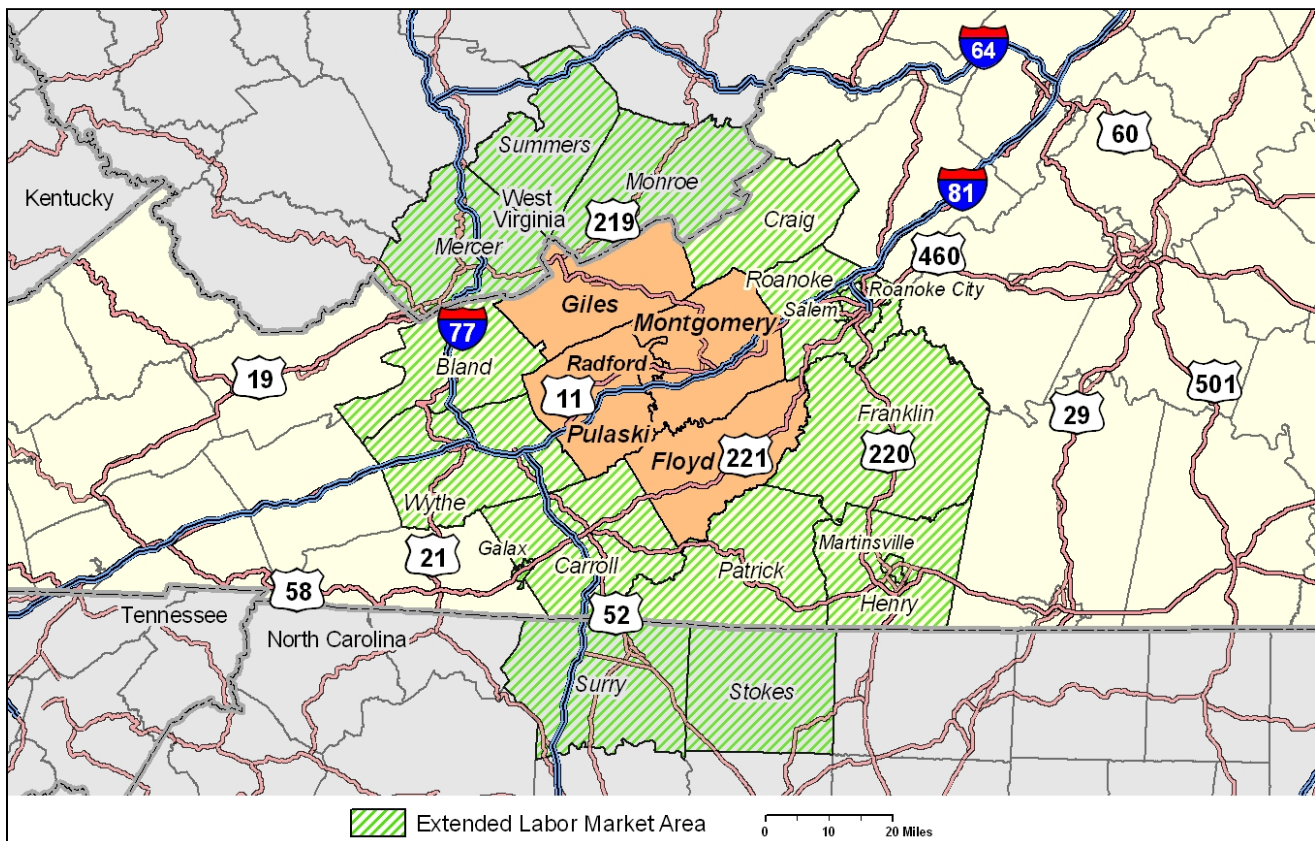 64
60
Summers
81
Kentucky
West
Virginia
Monroe
219
Craig
Mercer
460
Roanoke
Roanoke City
Salem
Giles
Montgomery
77
Bland
Radford
19
11
501
29
Franklin
Pulaski
Floyd
221
220
Wythe
21
Galax
Carroll
Martinsville
Patrick
58
Henry
52
Tennessee
North Carolina
Surry
Stokes
Extended Labor Market Area
0 10 20 Miles